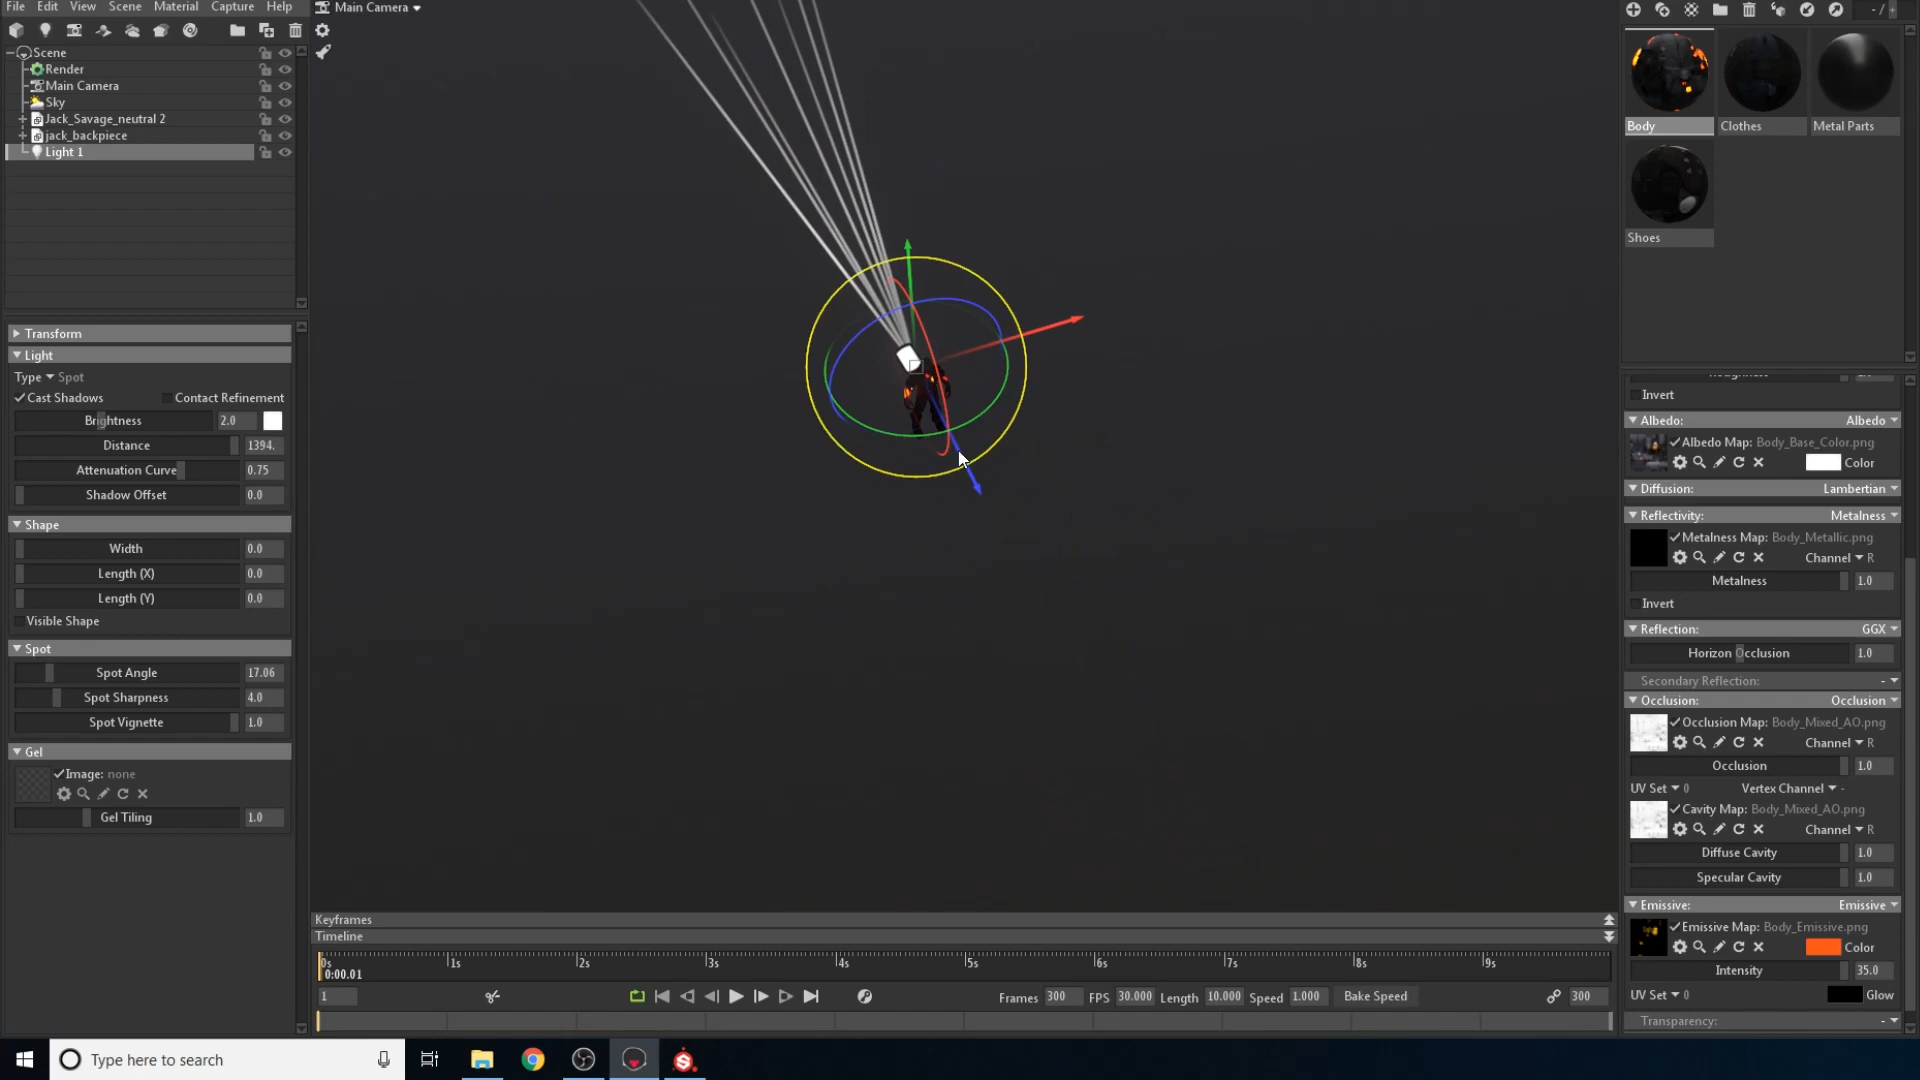 File Edit View Scene Material Capture Help
Main Camera
- / +
Scene
Render
Main Camera
Sky
Jack_Savage_neutral 2
jack_backpiece
Light 1
Body
Clothes
Metal Parts
Shoes
Transform
Light
Type Spot
Cast Shadows Contact Refinement
Brightness 2.0
Distance 1394.
Attenuation Curve 0.75
Shadow Offset 0.0
Shape
Width 0.0
Length (X) 0.0
Length (Y) 0.0
Visible Shape
Spot
Spot Angle 17.06
Spot Sharpness 4.0
Spot Vignette 1.0
Gel
Image: none
Gel Tiling 1.0
Invert
Albedo: Albedo
Albedo Map: Body_Base_Color.png
Color
Diffusion: Lambertian
Reflectivity: Metalness
Metalness Map: Body_Metallic.png
Channel R
Metalness 1.0
Invert
Reflection: GGX
Horizon Occlusion 1.0
Secondary Reflection: -
Occlusion: Occlusion
Occlusion Map: Body_Mixed_AO.png
Channel R
Occlusion 1.0
UV Set 0 Vertex Channel -
Cavity Map: Body_Mixed_AO.png
Channel R
Diffuse Cavity 1.0
Specular Cavity 1.0
Emissive: Emissive
Emissive Map: Body_Emissive.png
Color
Intensity 35.0
UV Set 0 Glow
Transparency: -
Keyframes
Timeline
0s 1s 2s 3s 4s 5s 6s 7s 8s 9s
0:00.01
1 Frames 300 FPS 30.000 Length 10.000 Speed 1.000 Bake Speed 300
Type here to search